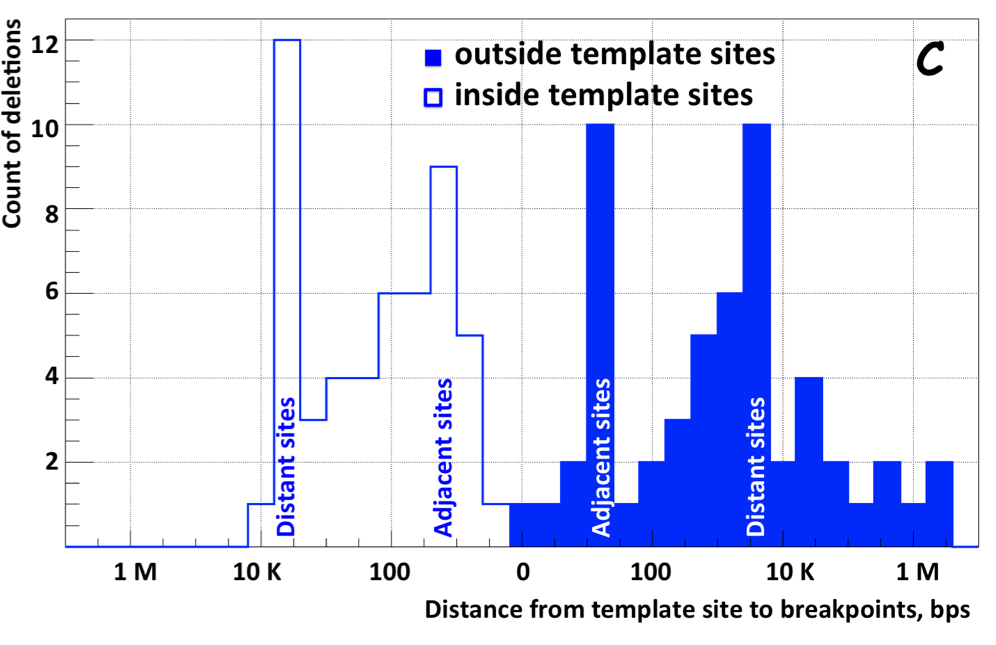 outside template sites
inside template sites
C
Count of deletions
12
10
8
6
4
2
Distant sites
Adjacent sites
Adjacent sites
Distant sites
1 M 10 K 100 0 100 10 K 1 M
Distance from template site to breakpoints, bps